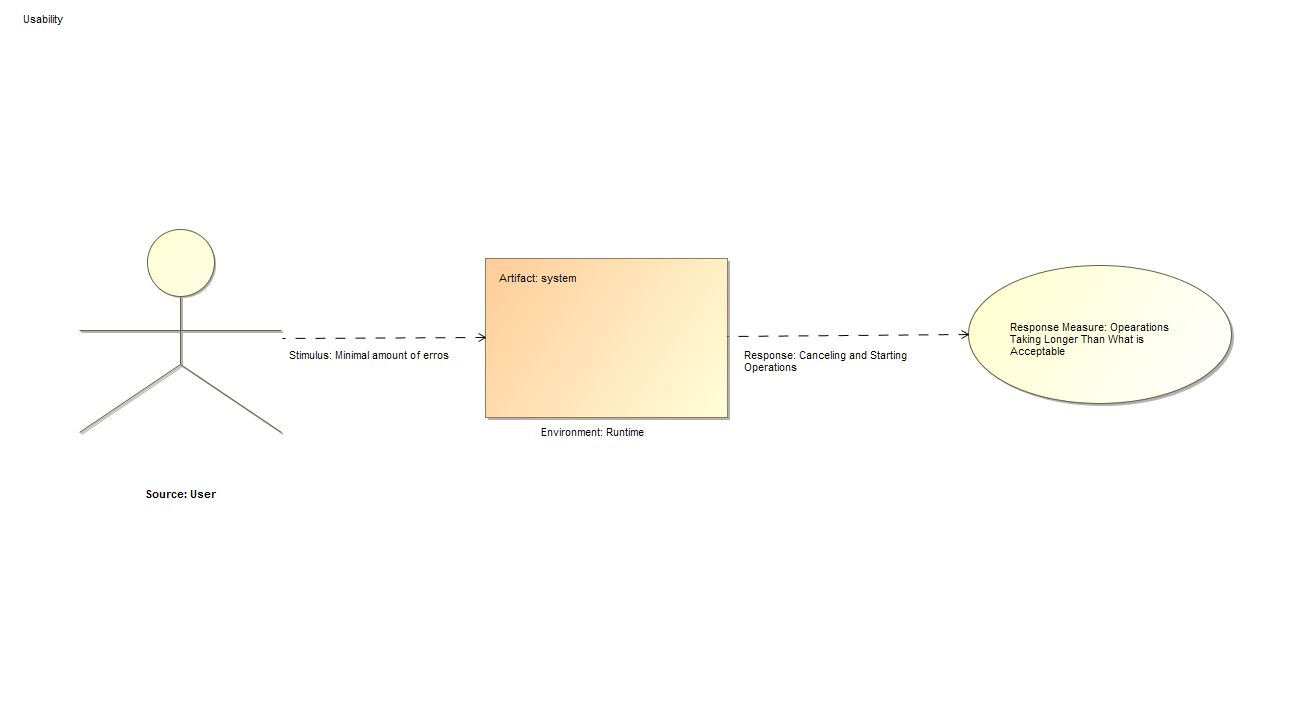 Usability
Artifact: system
Stimulus: Minimal amount of erros
Response: Canceling and Starting
Operations
Response Measure: Opearations
Taking Longer Than What is
Acceptable
Environment: Runtime
Source: User